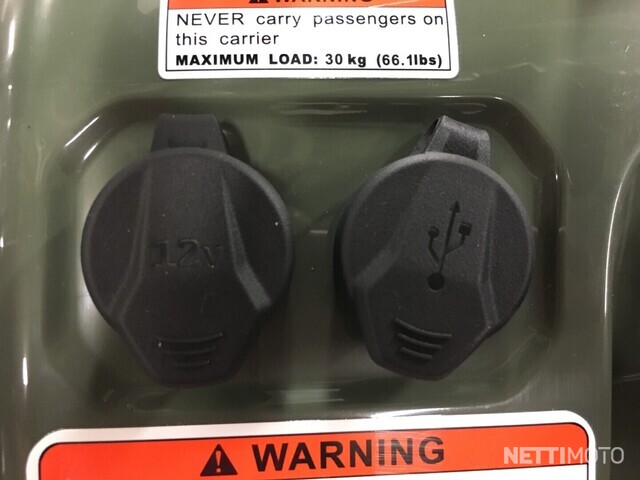 WARNING
NEVER carry passengers on
this carrier
MAXIMUM LOAD: 30 kg (66.1lbs)
12v
WARNING
NETTIMOTO